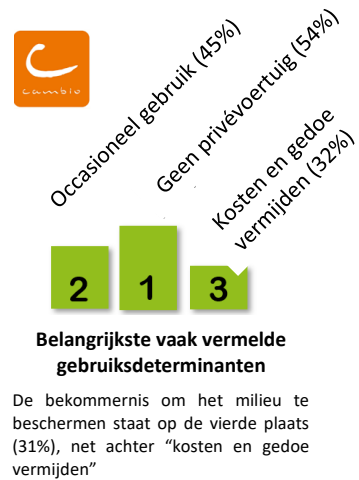 cambio
Occasioneel gebruik (45%)
Geen privévoertuig (54%)
Kosten en gedoe
vermijden (32%)
2
1
3
Belangrijkste vaak vermelde
gebruiksdeterminanten
De bekommernis om het milieu te
beschermen staat op de vierde plaats
(31%), net achter “kosten en gedoe
vermijden”